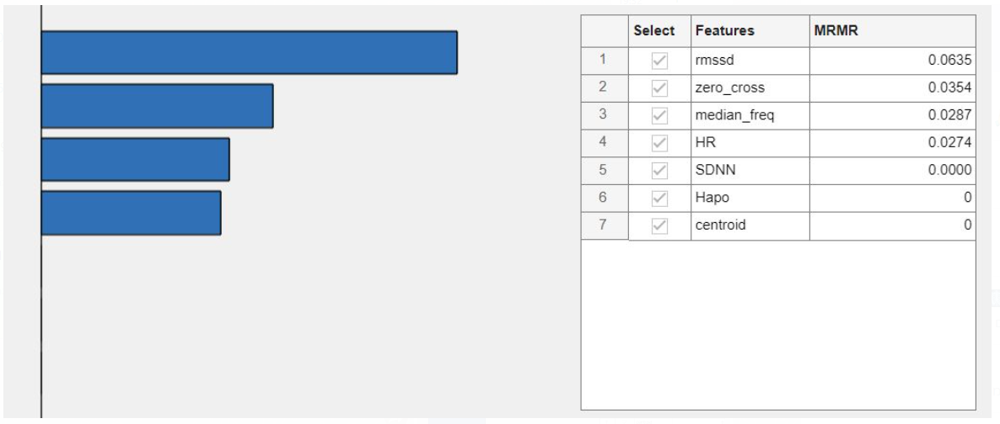 Select Features MRMR
1 rmssd 0.0635
2 zero_cross 0.0354
3 median_freq 0.0287
4 HR 0.0274
5 SDNN 0.0000
6 Hapo 0
7 centroid 0